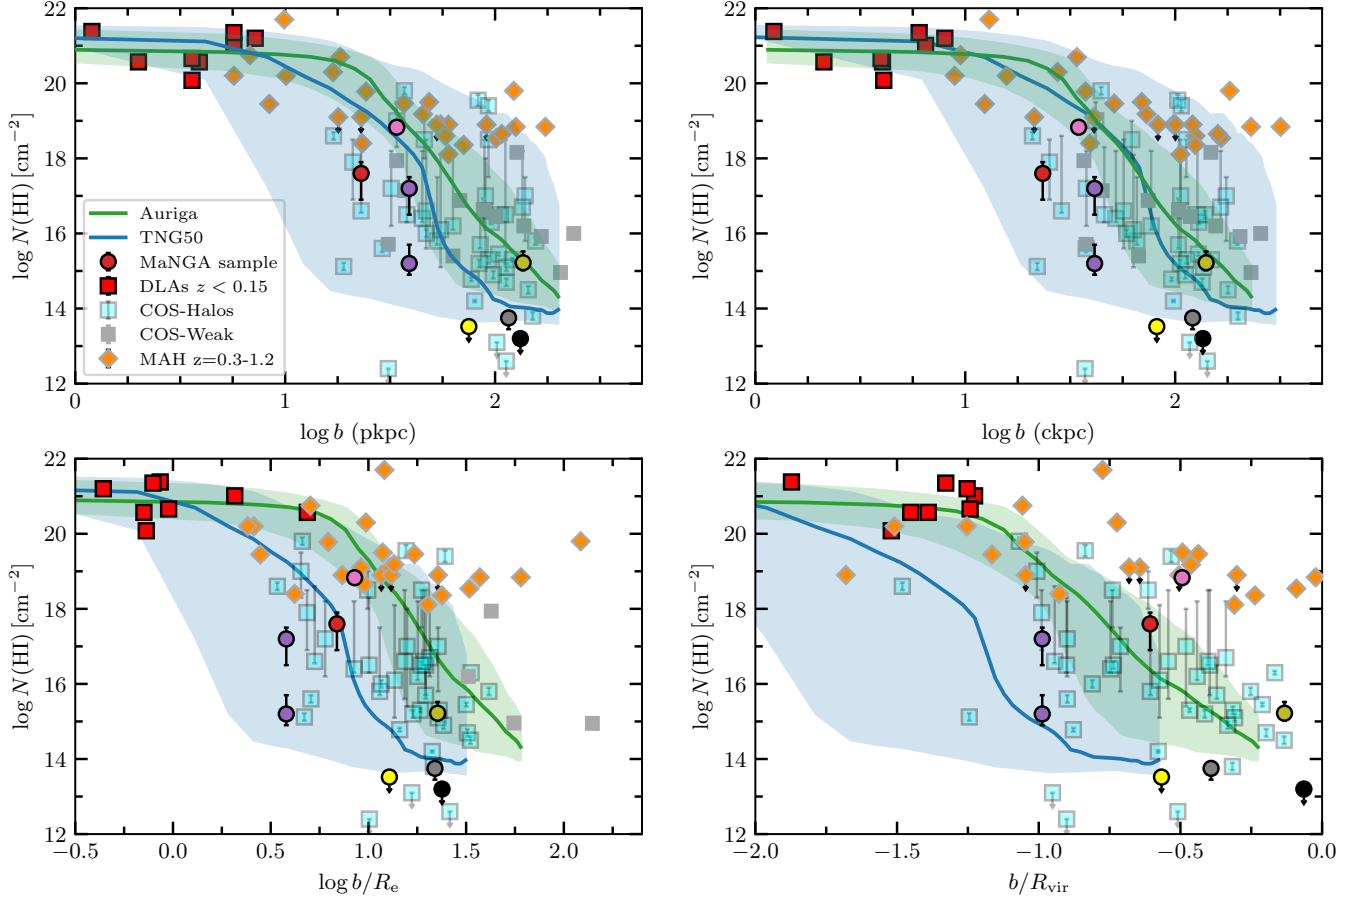 22
20
18
16
14
12
log N(HI) [cm⁻²]
0
1
2
log b (pkpc)
Auriga
TNG50
MaNGA sample
DLAs z < 0.15
COS-Halos
COS-Weak
MAH z=0.3-1.2
22
20
18
16
14
12
log N(HI) [cm⁻²]
0
1
2
log b (ckpc)
22
20
18
16
14
12
log N(HI) [cm⁻²]
−0.5
0.0
0.5
1.0
1.5
2.0
log b/Rₑ
22
20
18
16
14
12
log N(HI) [cm⁻²]
−2.0
−1.5
−1.0
−0.5
0.0
b/R_vir